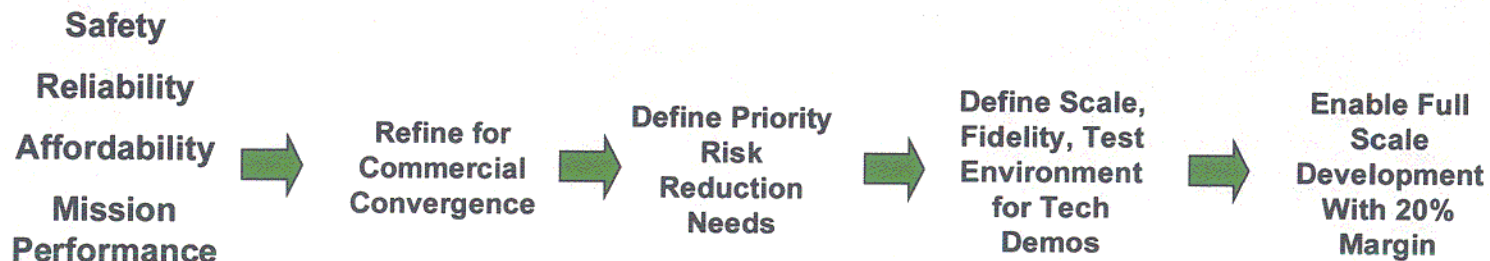 Safety
Reliability
Affordability
Mission
Performance
Refine for
Commercial
Convergence
Define Priority
Risk
Reduction
Needs
Define Scale,
Fidelity, Test
Environment
for Tech
Demos
Enable Full
Scale
Development
With 20%
Margin